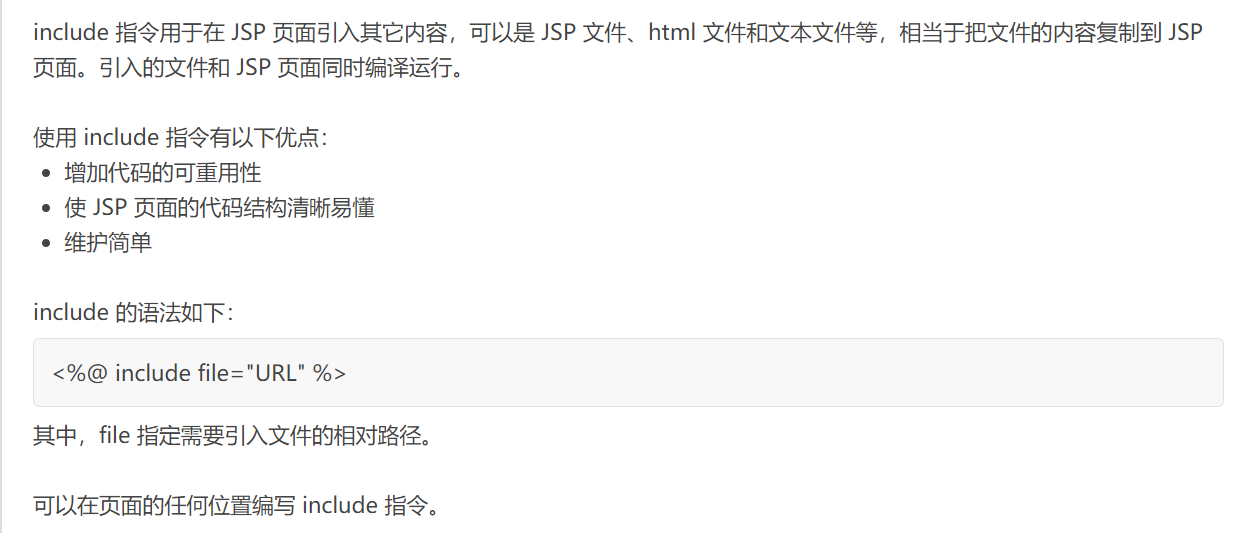 include 指令用于在 JSP 页面引入其它内容，可以是 JSP 文件、html 文件和文本文件等，相当于把文件的内容复制到 JSP
页面。引入的文件和 JSP 页面同时编译运行。
使用 include 指令有以下优点：
• 增加代码的可重用性
• 使 JSP 页面的代码结构清晰易懂
• 维护简单
include 的语法如下：
<%@ include file="URL" %>
其中，file 指定需要引入文件的相对路径。
可以在页面的任何位置编写 include 指令。